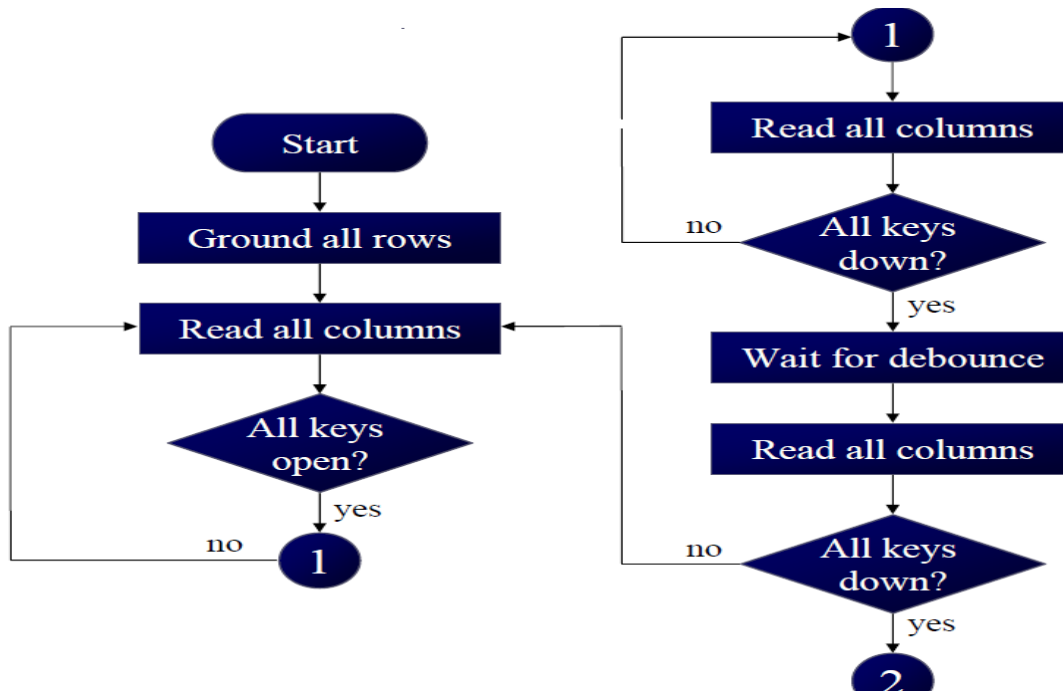 Start
Ground all rows
Read all columns
All keys
open?
yes
no
1
1
Read all columns
All keys
down?
no
yes
Wait for debounce
Read all columns
All keys
down?
no
yes
2